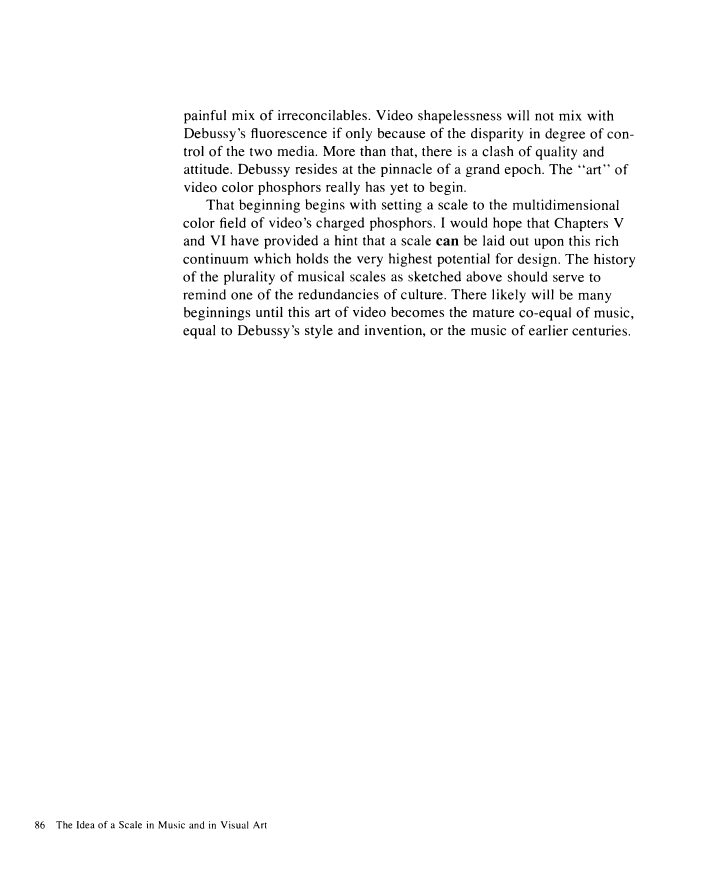 painful mix of irreconcilables. Video shapelessness will not mix with
Debussy's fluorescence if only because of the disparity in degree of con-
trol of the two media. More than that, there is a clash of quality and
attitude. Debussy resides at the pinnacle of a grand epoch. The "art" of
video color phosphors really has yet to begin.
That beginning begins with setting a scale to the multidimensional
color field of video's charged phosphors. I would hope that Chapters V
and VI have provided a hint that a scale can be laid out upon this rich
continuum which holds the very highest potential for design. The history
of the plurality of musical scales as sketched above should serve to
remind one of the redundancies of culture. There likely will be many
beginnings until this art of video becomes the mature co-equal of music,
equal to Debussy's style and invention, or the music of earlier centuries.
86 The Idea of a Scale in Music and in Visual Art